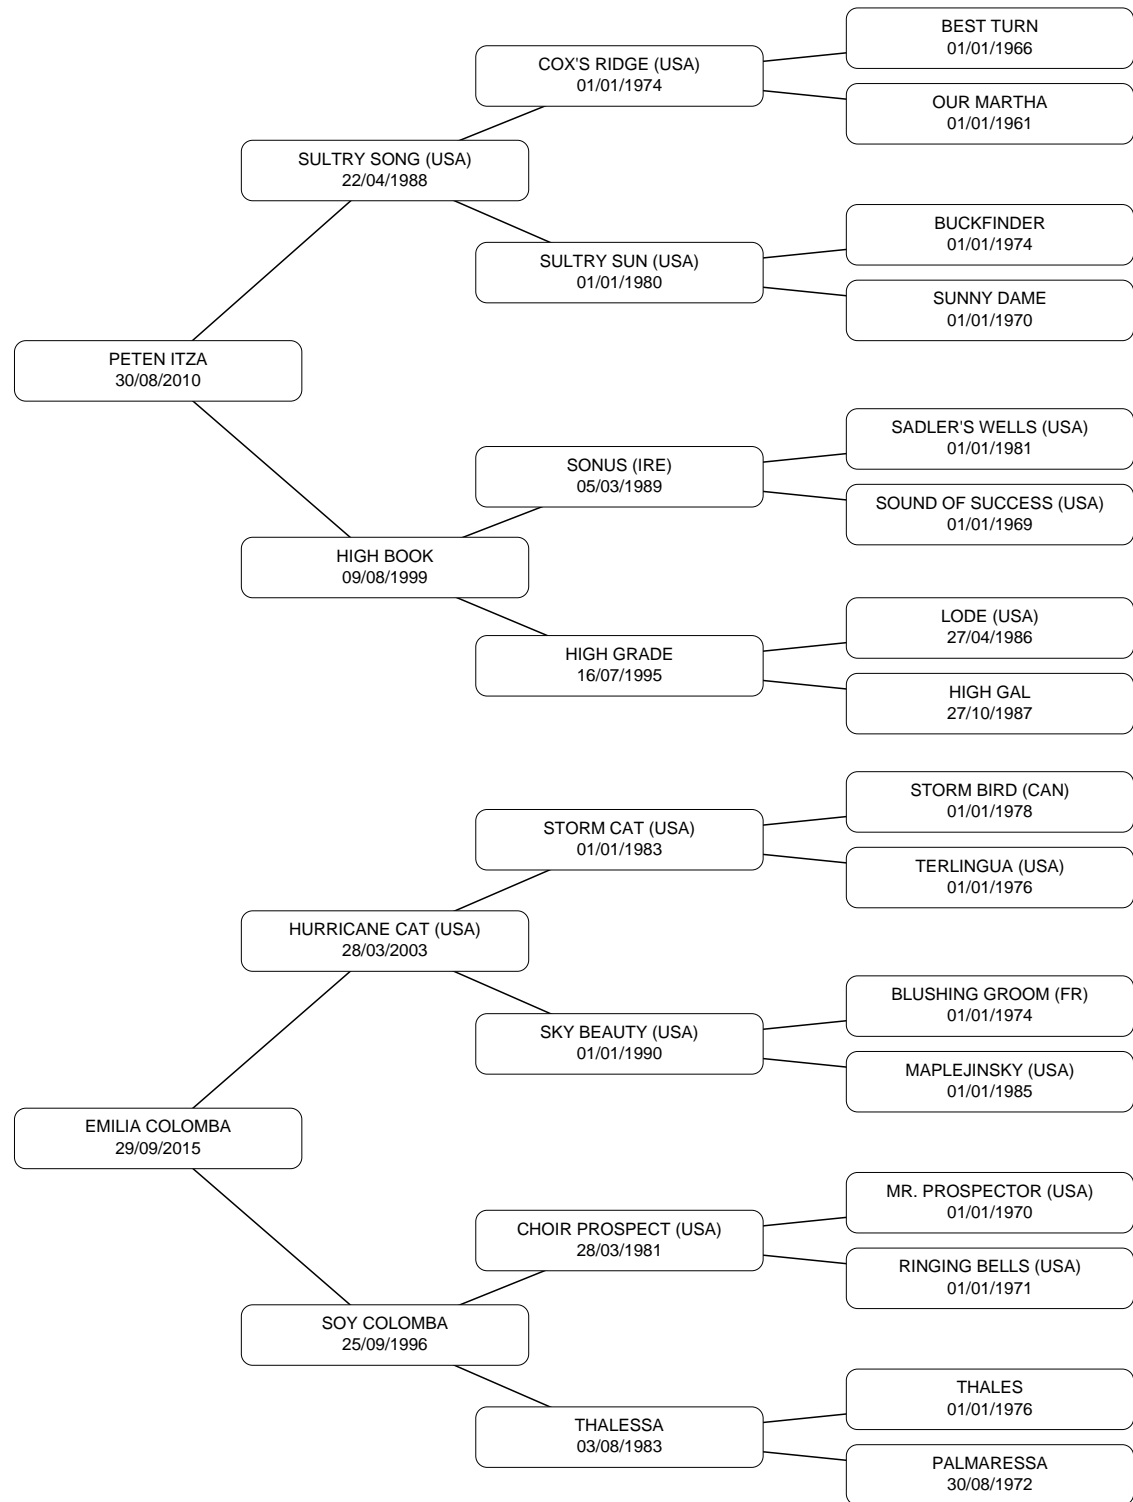 BEST TURN
01/01/1966
COX'S RIDGE (USA)
01/01/1974
OUR MARTHA
01/01/1961
SULTRY SONG (USA)
22/04/1988
BUCKFINDER
01/01/1974
SULTRY SUN (USA)
01/01/1980
SUNNY DAME
01/01/1970
PETEN ITZA
30/08/2010
SADLER'S WELLS (USA)
01/01/1981
SONUS (IRE)
05/03/1989
SOUND OF SUCCESS (USA)
01/01/1969
HIGH BOOK
09/08/1999
LODE (USA)
27/04/1986
HIGH GRADE
16/07/1995
HIGH GAL
27/10/1987
STORM BIRD (CAN)
01/01/1978
STORM CAT (USA)
01/01/1983
TERLINGUA (USA)
01/01/1976
HURRICANE CAT (USA)
28/03/2003
BLUSHING GROOM (FR)
01/01/1974
SKY BEAUTY (USA)
01/01/1990
MAPLEJINSKY (USA)
01/01/1985
EMILIA COLOMBA
29/09/2015
MR. PROSPECTOR (USA)
01/01/1970
CHOIR PROSPECT (USA)
28/03/1981
RINGING BELLS (USA)
01/01/1971
SOY COLOMBA
25/09/1996
THALES
01/01/1976
THALESSA
03/08/1983
PALMARESSA
30/08/1972